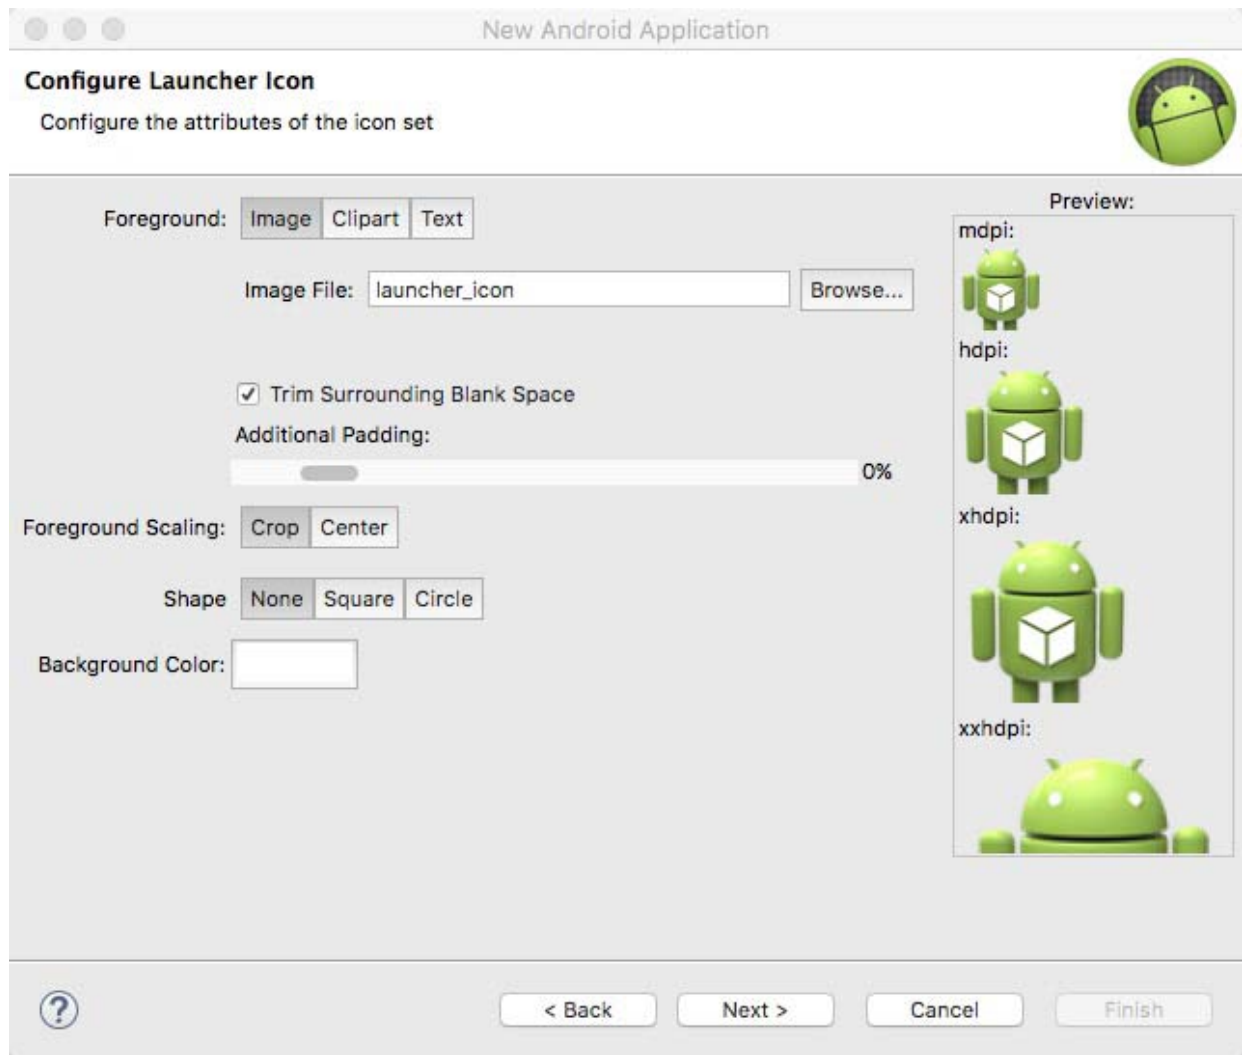 New Android Application
Configure Launcher Icon
Configure the attributes of the icon set
Foreground: Image Clipart Text
Image File: launcher_icon Browse...
Trim Surrounding Blank Space
Additional Padding:
0%
Foreground Scaling: Crop Center
Shape None Square Circle
Background Color:
Preview:
mdpi:
hdpi:
xhdpi:
xxhdpi:
? < Back Next > Cancel Finish